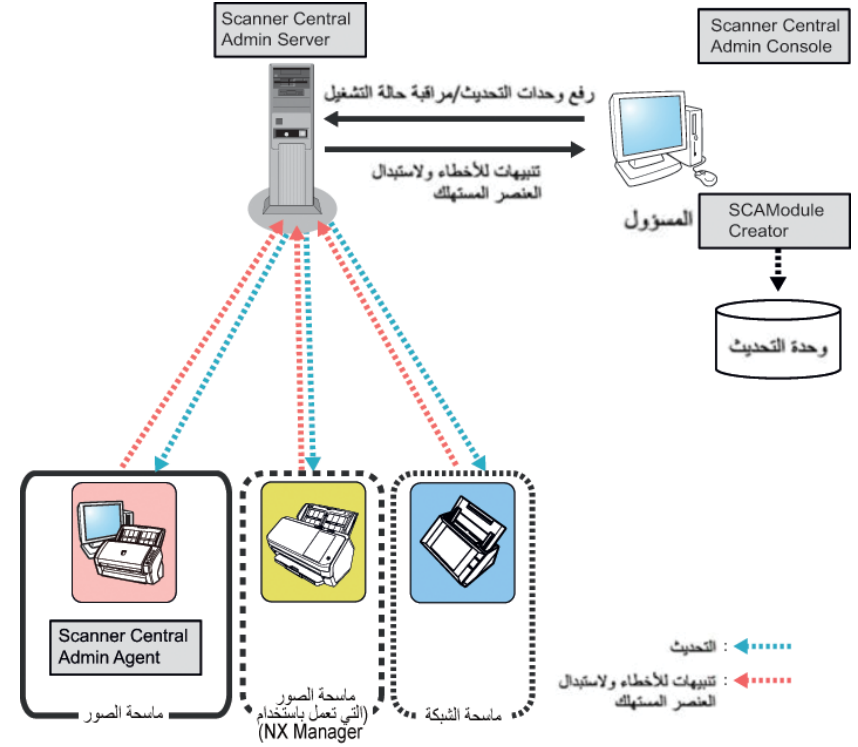 Scanner Central
Admin Server
Scanner Central
Admin Console
رفع وحدات التحديث/مراقبة حالة التشغيل
تنبيهات للأخطاء ولاستبدال
العنصر المستهلك
المسؤول
SCAModule
Creator
وحدة التحديث
Scanner Central
Admin Agent
ماسحة الصور
ماسحة الصور
(التي تعمل باستخدام
NX Manager)
ماسحة الشبكة
: التحديث
: تنبيهات للأخطاء ولاستبدال
العنصر المستهلك